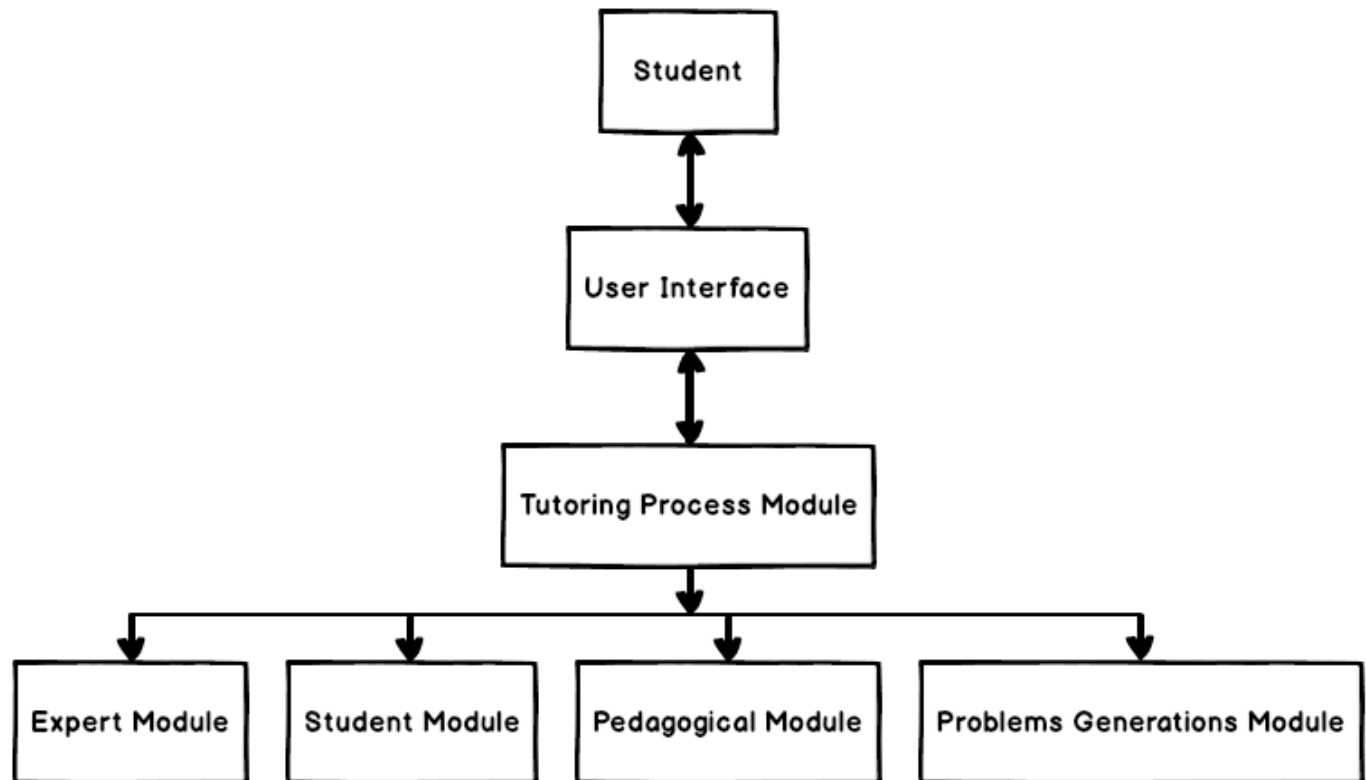 Student
User Interface
Tutoring Process Module
Expert Module
Student Module
Pedagogical Module
Problems Generations Module